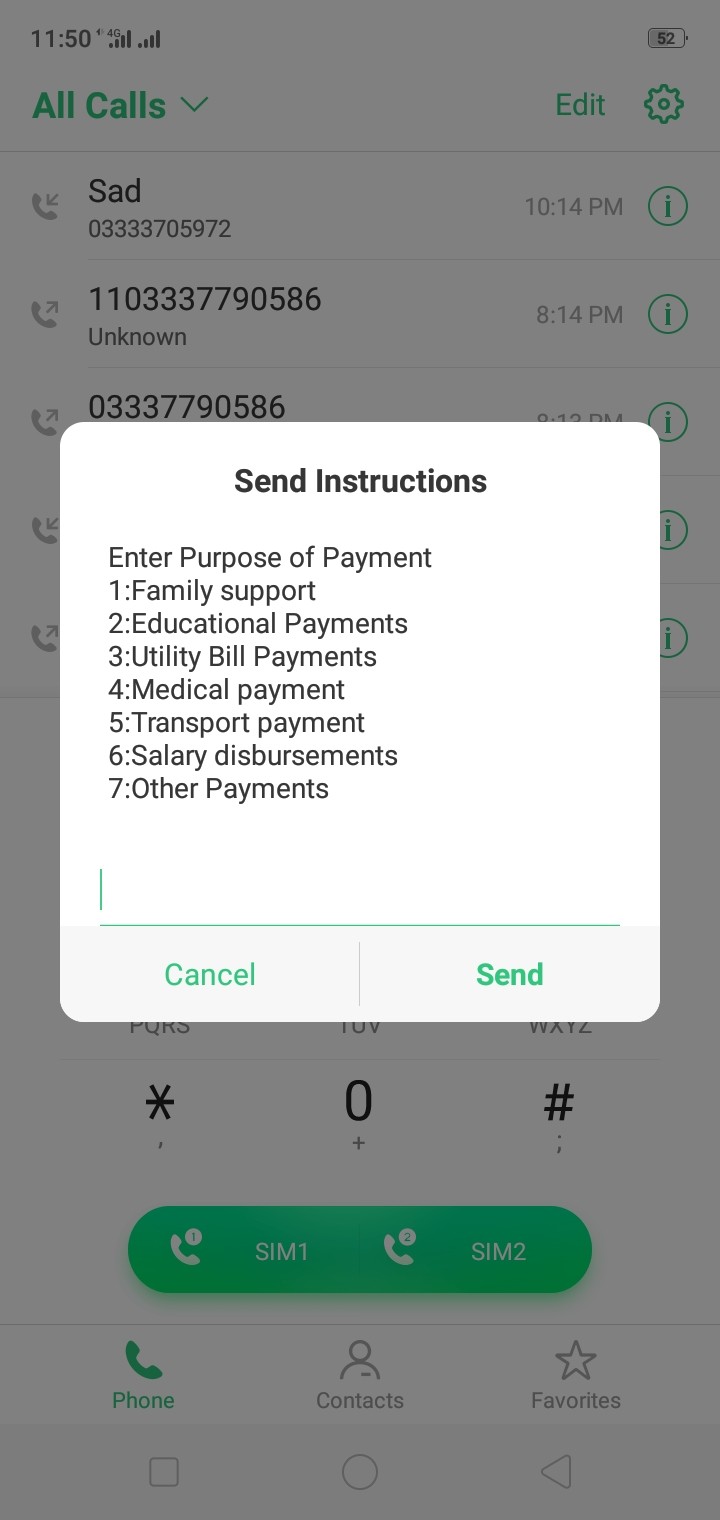 11:50 4G 52
All Calls Edit
Sad
03333705972
10:14 PM
1103337790586
Unknown
8:14 PM
03337790586
8:13 PM
Send Instructions
Enter Purpose of Payment
1:Family support
2:Educational Payments
3:Utility Bill Payments
4:Medical payment
5:Transport payment
6:Salary disbursements
7:Other Payments
Cancel Send
PQRS TUV WXYZ
* 0 #
, + ;
1 SIM1 2 SIM2
Phone Contacts Favorites